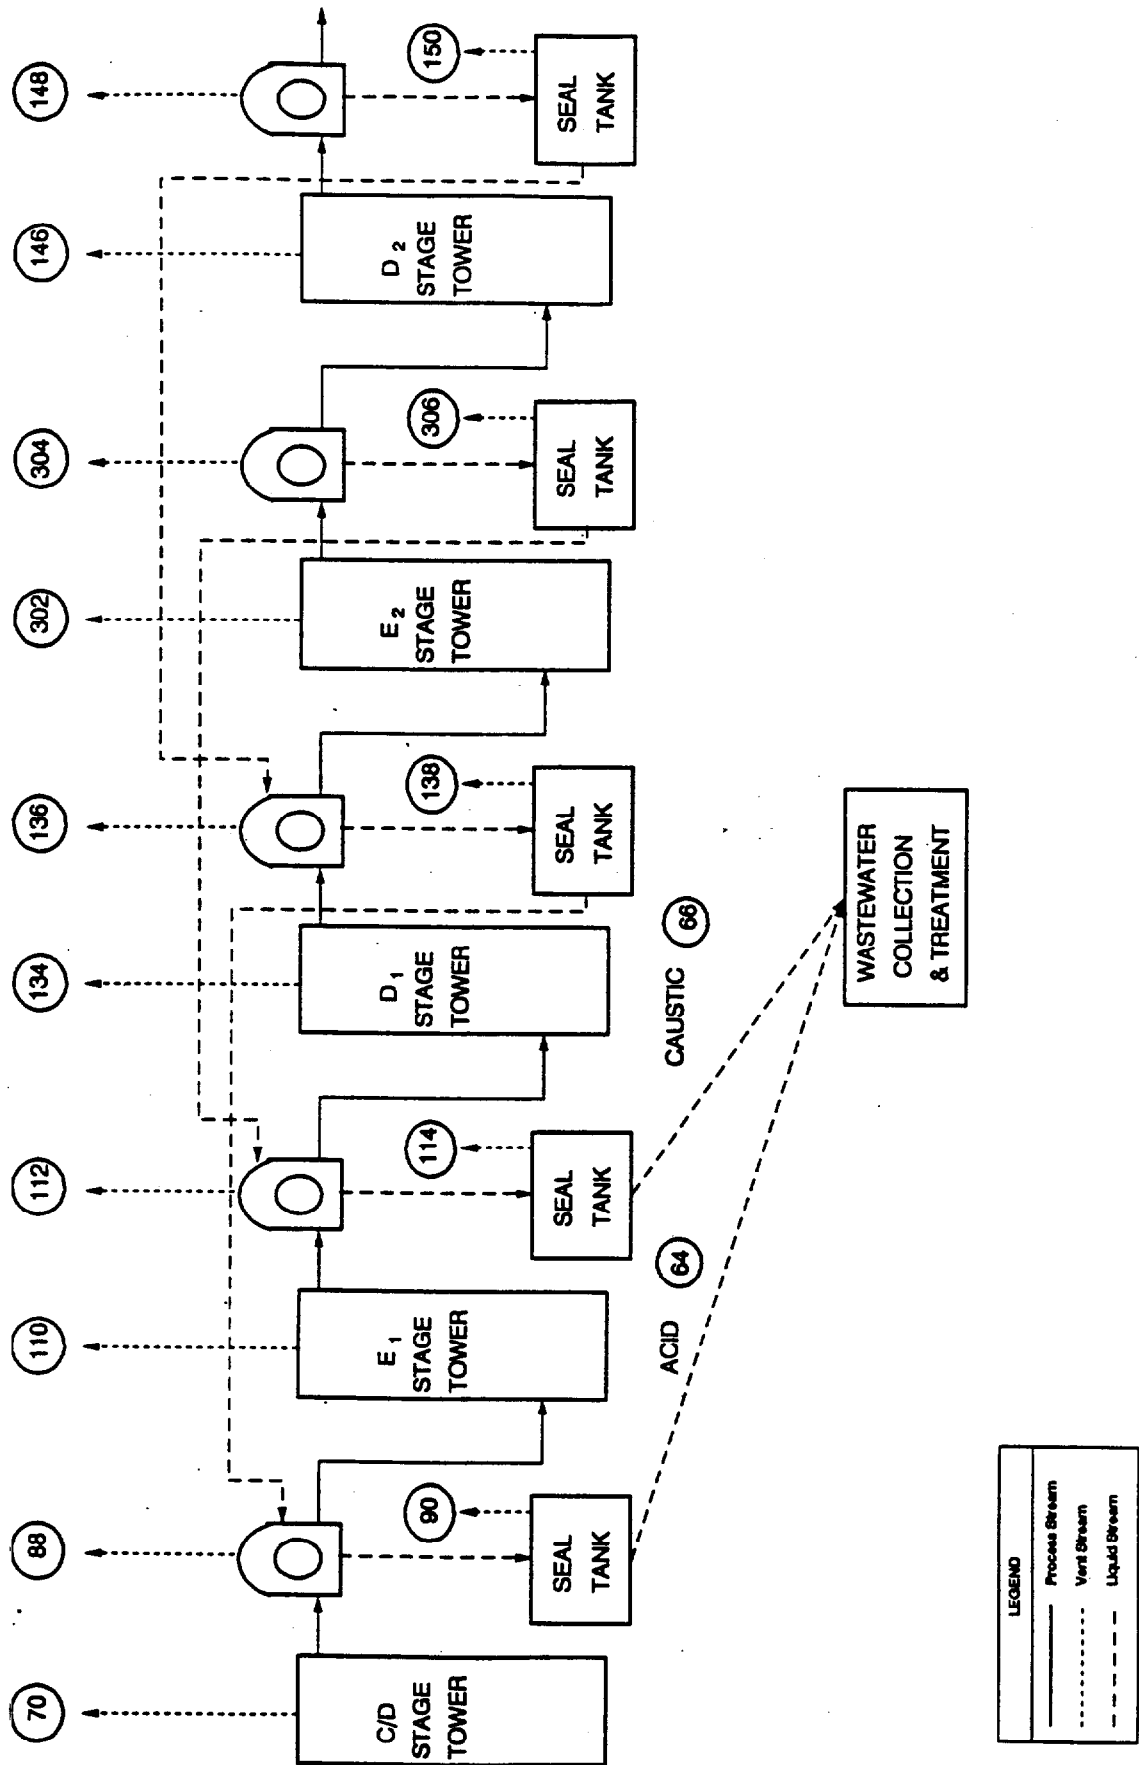 70
88
110
112
134
136
302
304
146
148
C/D
STAGE
TOWER
E1
STAGE
TOWER
D1
STAGE
TOWER
E2
STAGE
TOWER
D2
STAGE
TOWER
90
114
138
306
150
SEAL
TANK
SEAL
TANK
SEAL
TANK
SEAL
TANK
SEAL
TANK
ACID
64
CAUSTIC
66
WASTEWATER
COLLECTION
& TREATMENT
LEGEND
Process Stream
Vent Stream
Liquid Stream